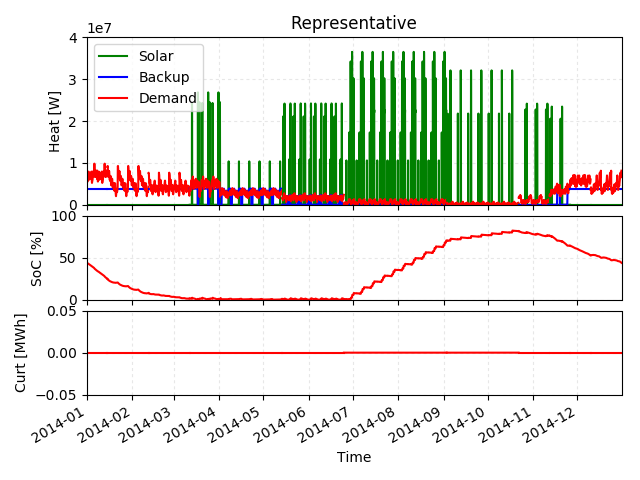 Representative
1e7
4
3
2
1
0
Heat [W]
Solar
Backup
Demand
100
50
0
SoC [%]
0.05
0.00
−0.05
Curt [MWh]
2014-01
2014-02
2014-03
2014-04
2014-05
2014-06
2014-07
2014-08
2014-09
2014-10
2014-11
2014-12
Time